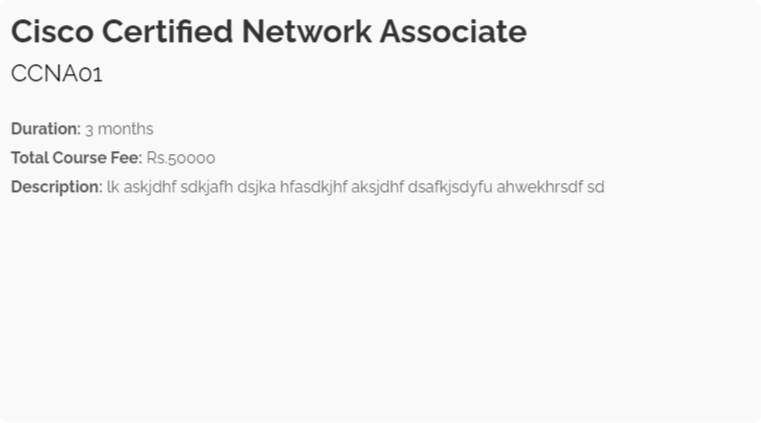 Cisco Certified Network Associate
CCNA01
Duration: 3 months
Total Course Fee: Rs.50000
Description: lk askjdhf sdkjafh dsjka hfasdkjhf aksjdhf dsafkjsdyfu ahwekhrsdf sd